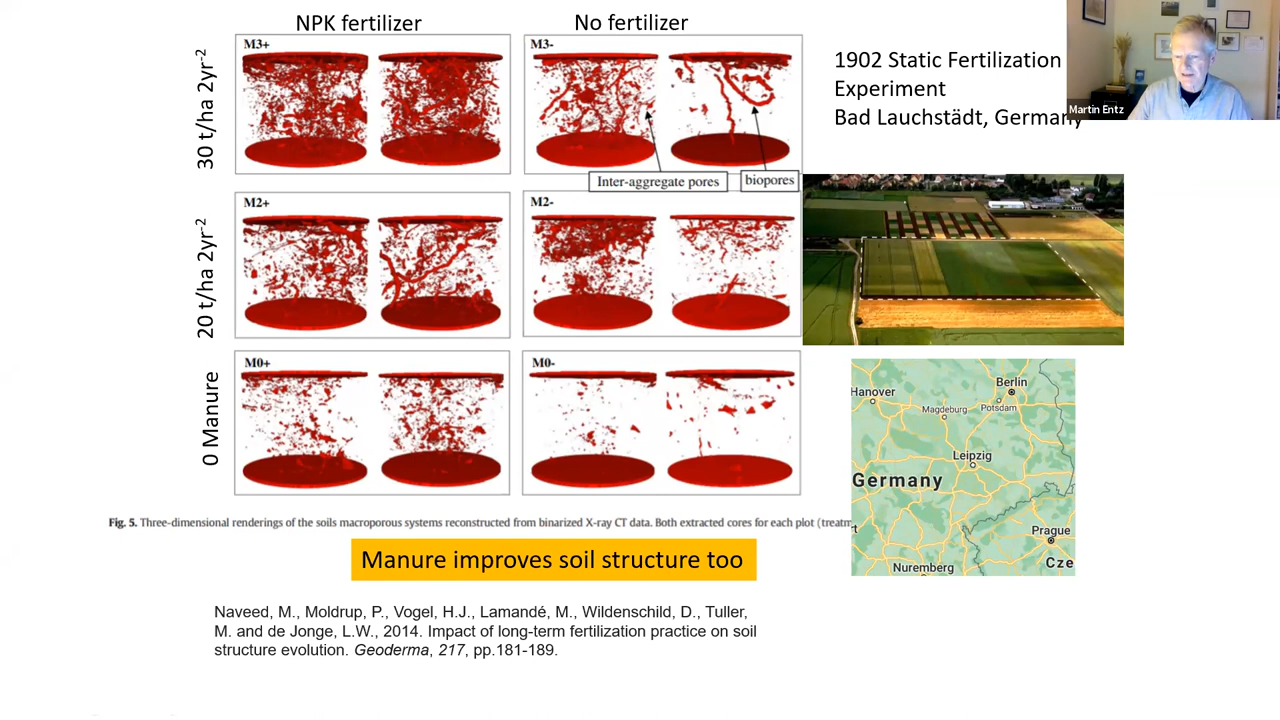 NPK fertilizer
No fertilizer
30 t/ha 2yr-2
M3+
M3-
Inter-aggregate pores
biopores
20 t/ha 2yr-2
M2+
M2-
0 Manure
M0+
M0-
Fig. 5. Three-dimensional renderings of the soils macroporous systems reconstructed from binarized X-ray CT data. Both extracted cores for each plot (treatm
Manure improves soil structure too
Naveed, M., Moldrup, P., Vogel, H.J., Lamandé, M., Wildenschild, D., Tuller,
M. and de Jonge, L.W., 2014. Impact of long-term fertilization practice on soil
structure evolution. Geoderma, 217, pp.181-189.
1902 Static Fertilization
Experiment
Bad Lauchstädt, Germany
Martin Entz
Hanover
Berlin
Magdeburg
Potsdam
Leipzig
Germany
rt
Prague
Cze
Nuremberg